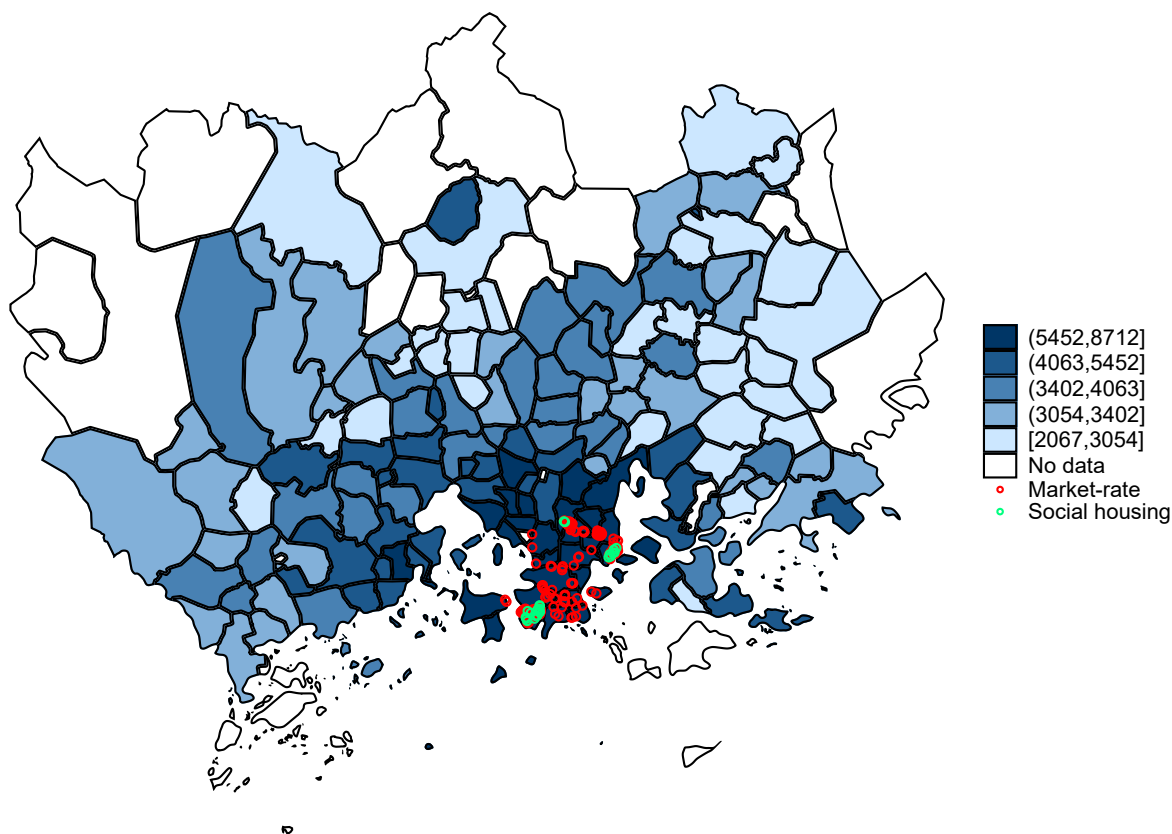 (5452,8712]
(4063,5452]
(3402,4063]
(3054,3402]
[2067,3054]
No data
Market-rate
Social housing